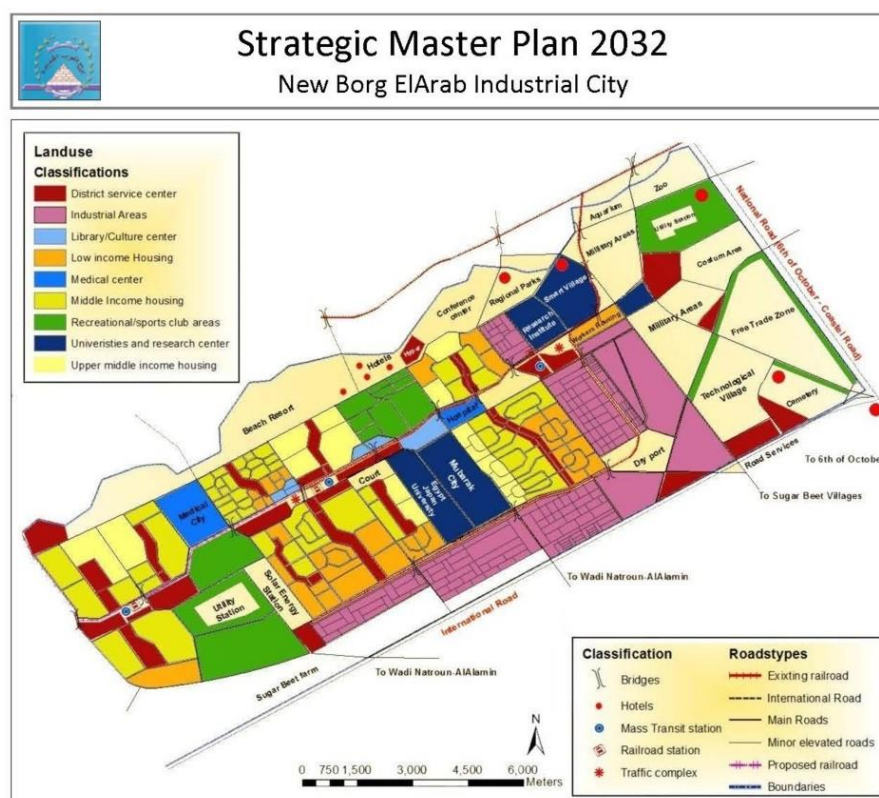 Strategic Master Plan 2032
New Borg ElArab Industrial City
Landuse
Classifications
District service center
Industrial Areas
Library/Culture center
Low income Housing
Medical center
Middle Income housing
Recreational/sports club areas
Univeristies and research center
Upper middle income housing
Zoo
Aquarium
Utility Station
National Road (6th of October - Coastel Road)
Military Areas
Costum Area
Regional Parks
Smart Village
Conference
center
Research
Institute
Workers Housing
Military Areas
Free Trade Zone
Hotels
Technological
Village
Cemetery
Beach Resort
Hospital
Dry port
Road Services
To 6th of Octobe
To Sugar Beet Villages
Court
Mubarak
City
Egypt
Japan
University
Medical
City
Solar Energy
Station
Utility
Station
To Wadi Natroun-AlAlamin
International Road
To Wadi Natroun-AlAlamin
Sugar Beet farm
N
0 750 1,500 3,000 4,500 6,000
Meters
Classification
Bridges
Hotels
Mass Transit station
Railroad station
Traffic complex
Roadstypes
Exixting railroad
International Road
Main Roads
Minor elevated roads
Proposed railroad
Boundaries